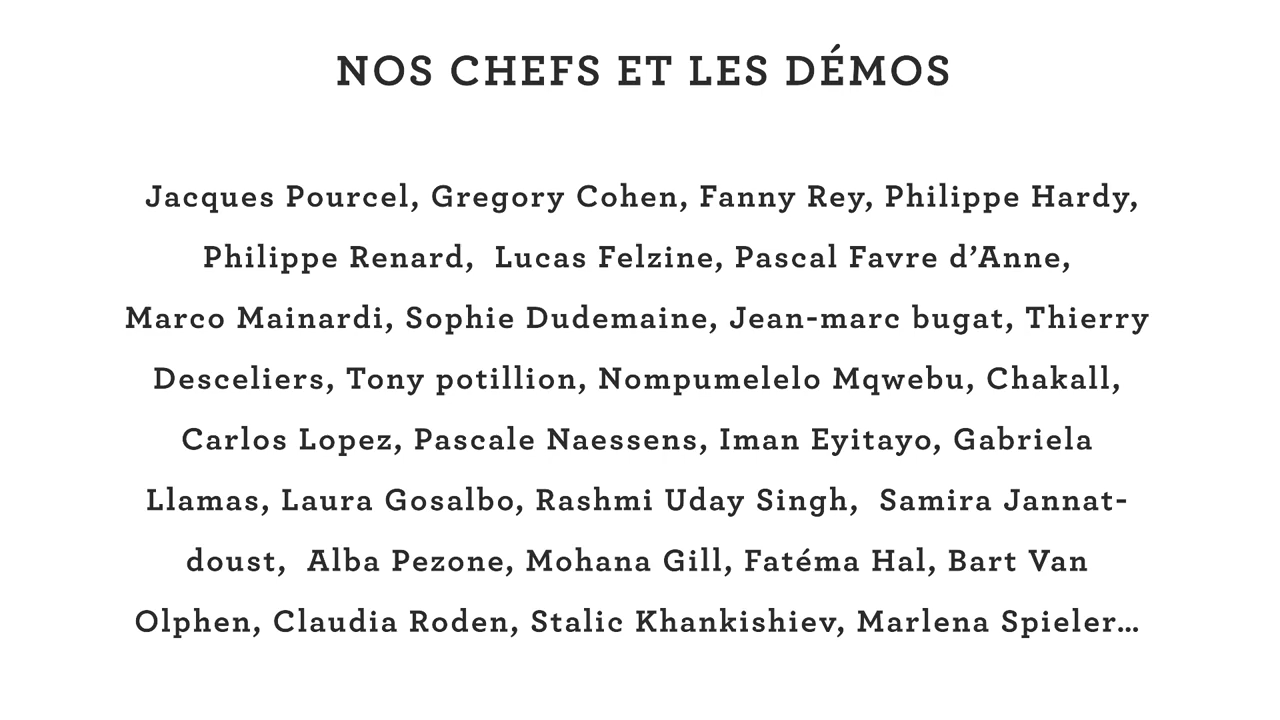 NOS CHEFS ET LES DÉMOS
Jacques Pourcel, Gregory Cohen, Fanny Rey, Philippe Hardy,
Philippe Renard,  Lucas Felzine, Pascal Favre d’Anne,
Marco Mainardi, Sophie Dudemaine, Jean-marc bugat, Thierry
Desceliers, Tony potillion, Nompumelelo Mqwebu, Chakall,
Carlos Lopez, Pascale Naessens, Iman Eyitayo, Gabriela
Llamas, Laura Gosalbo, Rashmi Uday Singh,  Samira Jannat-
doust,  Alba Pezone, Mohana Gill, Fatéma Hal, Bart Van
Olphen, Claudia Roden, Stalic Khankishiev, Marlena Spieler…